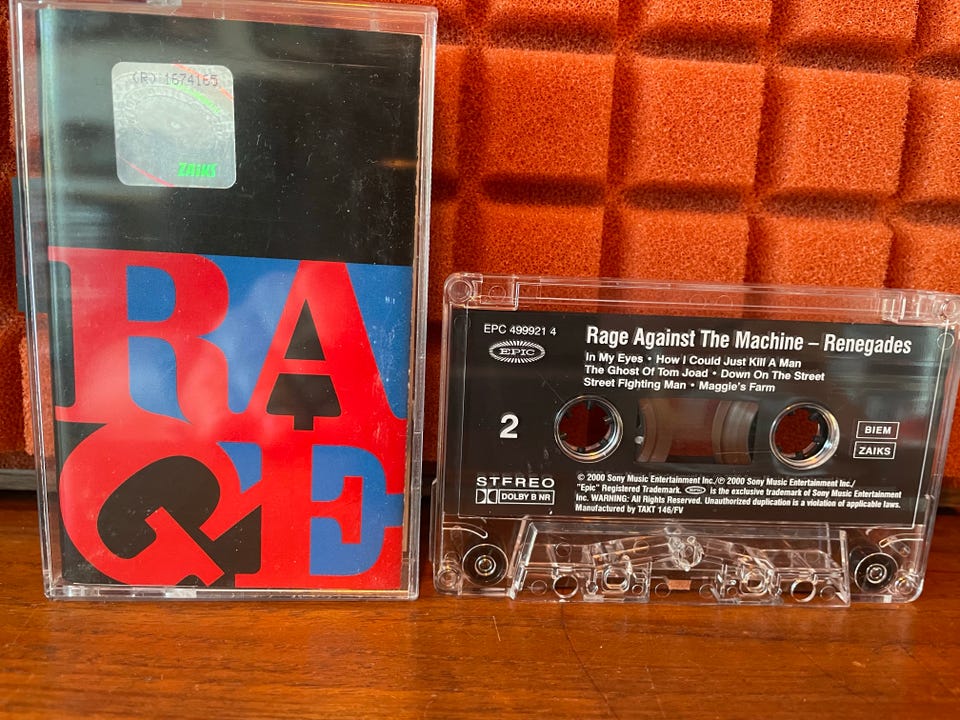 (R) 1674165
ZAIKS
RA
GE
EPC 499921 4
EPIC
Rage Against The Machine – Renegades
In My Eyes • How I Could Just Kill A Man
The Ghost Of Tom Joad • Down On The Street
Street Fighting Man • Maggie's Farm
2
BIEM
ZAIKS
STEREO
DOLBY B NR
© 2000 Sony Music Entertainment Inc./℗ 2000 Sony Music Entertainment Inc./
"Epic" Registered Trademark. EPIC is the exclusive trademark of Sony Music Entertainment
Inc. WARNING: All Rights Reserved. Unauthorized duplication is a violation of applicable laws.
Manufactured by TAKT 146/FV